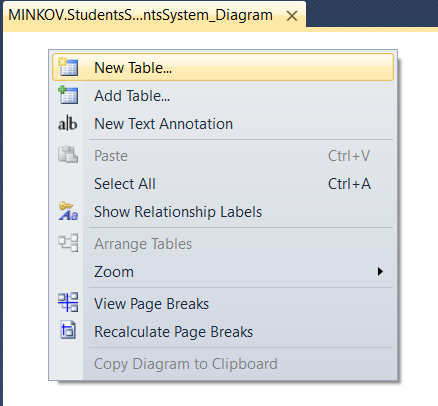 MINKOV.StudentsS...ntsSystem_Diagram
New Table...
Add Table...
a|b New Text Annotation
Paste Ctrl+V
Select All Ctrl+A
Aa Show Relationship Labels
Arrange Tables
Zoom
View Page Breaks
Recalculate Page Breaks
Copy Diagram to Clipboard